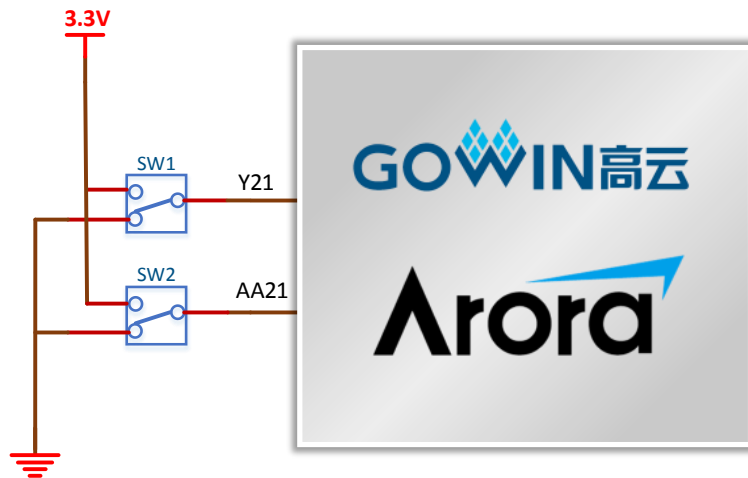 3.3V
SW1
Y21
GOWIN高云
SW2
AA21
Arora